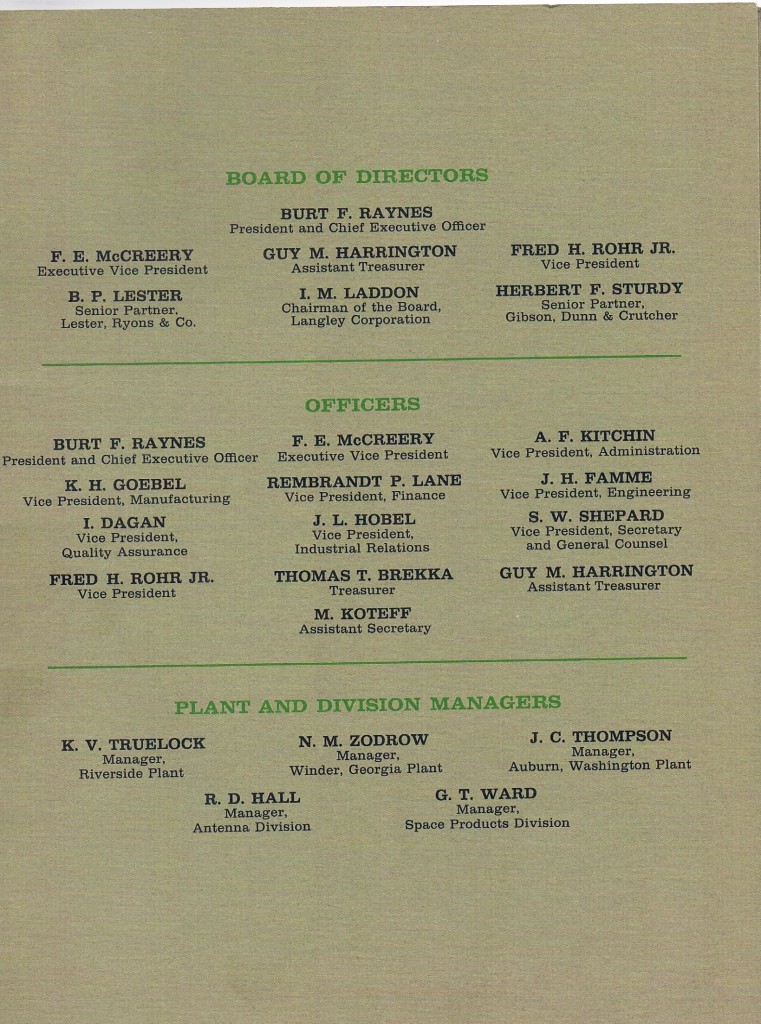 BOARD OF DIRECTORS
BURT F. RAYNES
President and Chief Executive Officer
F. E. McCREERY
Executive Vice President
GUY M. HARRINGTON
Assistant Treasurer
FRED H. ROHR JR.
Vice President
B. P. LESTER
Senior Partner,
Lester, Ryons & Co.
I. M. LADDON
Chairman of the Board,
Langley Corporation
HERBERT F. STURDY
Senior Partner,
Gibson, Dunn & Crutcher
OFFICERS
BURT F. RAYNES
President and Chief Executive Officer
F. E. McCREERY
Executive Vice President
A. F. KITCHIN
Vice President, Administration
K. H. GOEBEL
Vice President, Manufacturing
REMBRANDT P. LANE
Vice President, Finance
J. H. FAMME
Vice President, Engineering
I. DAGAN
Vice President,
Quality Assurance
J. L. HOBEL
Vice President,
Industrial Relations
S. W. SHEPARD
Vice President, Secretary
and General Counsel
FRED H. ROHR JR.
Vice President
THOMAS T. BREKKA
Treasurer
GUY M. HARRINGTON
Assistant Treasurer
M. KOTEFF
Assistant Secretary
PLANT AND DIVISION MANAGERS
K. V. TRUELOCK
Manager,
Riverside Plant
N. M. ZODROW
Manager,
Winder, Georgia Plant
J. C. THOMPSON
Manager,
Auburn, Washington Plant
R. D. HALL
Manager,
Antenna Division
G. T. WARD
Manager,
Space Products Division